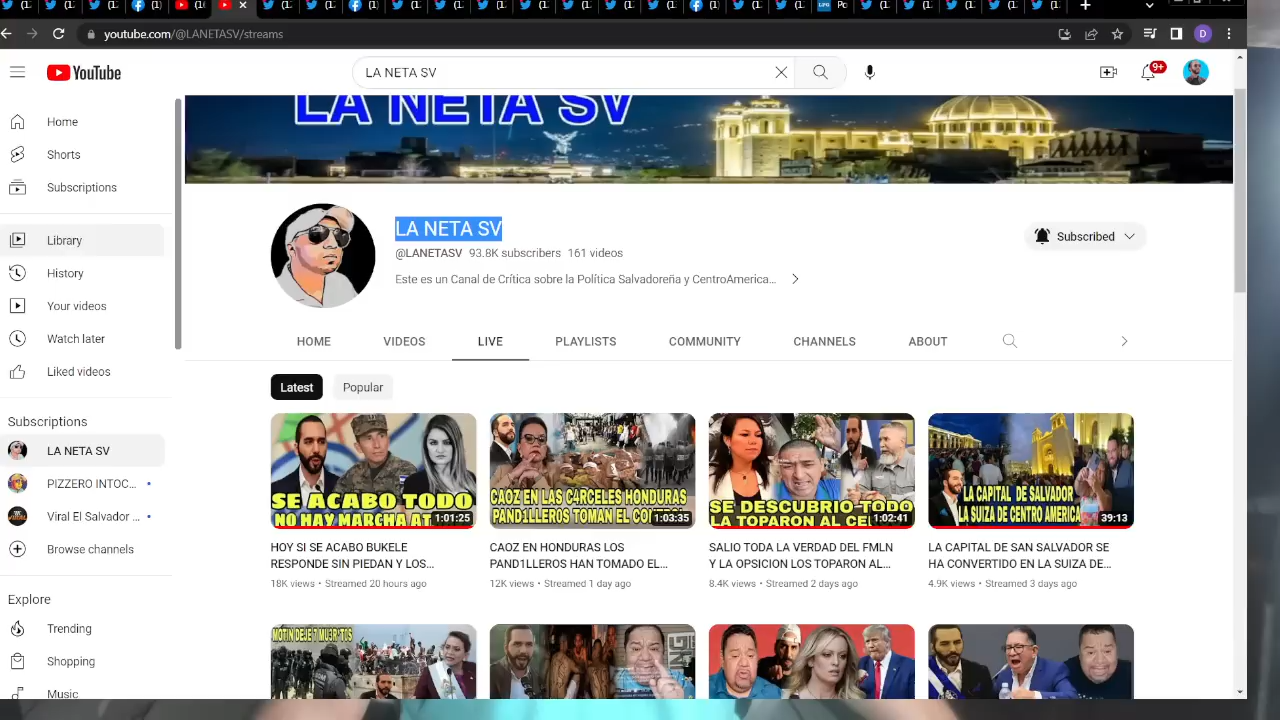 youtube.com/@LANETASV/streams
D
YouTube
LA NETA SV
9+
LA NETA SV
Home
Shorts
Subscriptions
Library
History
Your videos
Watch later
Liked videos
Subscriptions
LA NETA SV
PIZZERO INTOC...
Viral El Salvador ...
Browse channels
Explore
Trending
Shopping
Music
LA NETA SV
@LANETASV 93.8K subscribers 161 videos
Este es un Canal de Crítica sobre la Política Salvadoreña y CentroAmerica...
Subscribed
HOME VIDEOS LIVE PLAYLISTS COMMUNITY CHANNELS ABOUT
Latest Popular
SE ACABO TODO
NO HAY MARCHA AT
1:01:25
HOY SI SE ACABO BUKELE
RESPONDE SIN PIEDAN Y LOS...
18K views • Streamed 20 hours ago
CAOZ EN LAS C4RCELES HONDURAS
PAND1LLEROS TOMAN EL
1:03:35
CAOZ EN HONDURAS LOS
PAND1LLEROS HAN TOMADO EL...
12K views • Streamed 1 day ago
SE DESCUBRIO TODO
LA TOPARON AL
1:02:41
SALIO TODA LA VERDAD DEL FMLN
Y LA OPSICION LOS TOPARON AL...
8.4K views • Streamed 2 days ago
LA CAPITAL DE SALVADOR
LA SUIZA DE CENTRO AMERICA
39:13
LA CAPITAL DE SAN SALVADOR SE
HA CONVERTIDO EN LA SUIZA DE...
4.9K views • Streamed 3 days ago
MOTIN DEJE 7 MU3R*TOS